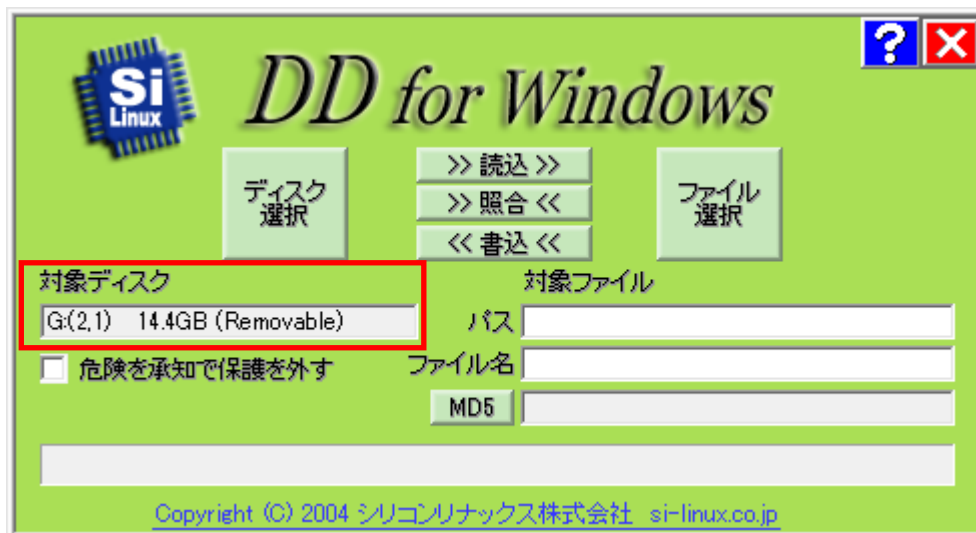 ?
Si
Linux
DD for Windows
ディスク
選択
>> 読込 >>
>> 照合 <<
<< 書込 <<
ファイル
選択
対象ディスク
対象ファイル
G:(2,1) 14.4GB (Removable)
パス
危険を承知で保護を外す
ファイル名
MD5
Copyright (C) 2004 シリコンリナックス株式会社 si-linux.co.jp